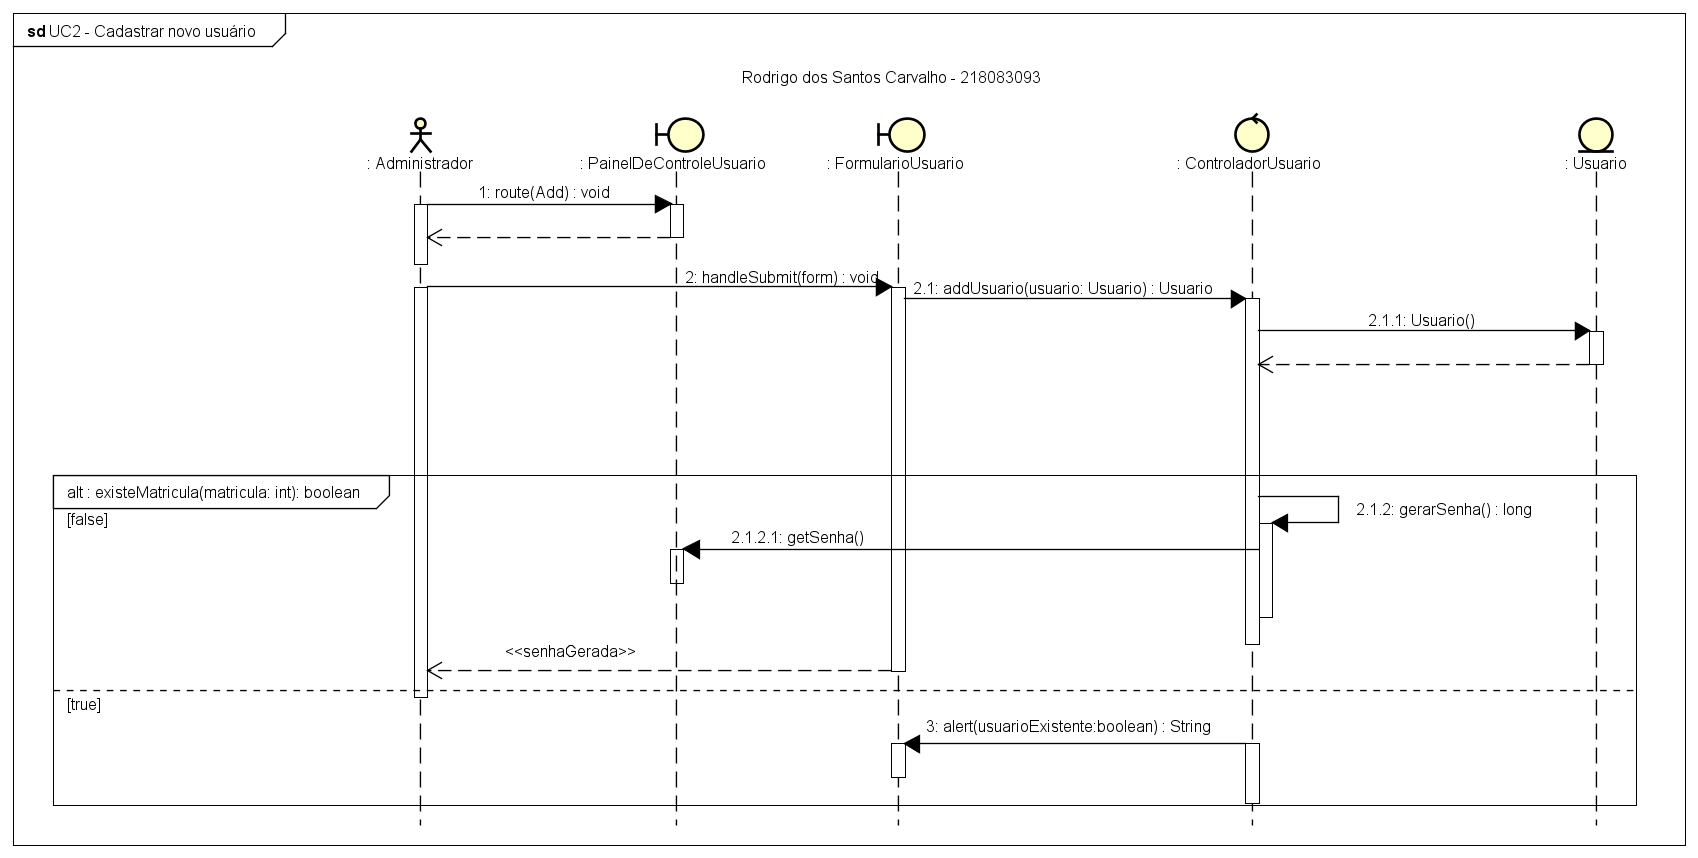 sd UC2 - Cadastrar novo usuário
Rodrigo dos Santos Carvalho - 218083093
: Administrador
: PainelDeControleUsuario
: FormularioUsuario
: ControladorUsuario
: Usuario
1: route(Add) : void
2: handleSubmit(form) : void
2.1: addUsuario(usuario: Usuario) : Usuario
2.1.1: Usuario()
alt : existeMatricula(matricula: int): boolean
[false]
2.1.2: gerarSenha() : long
2.1.2.1: getSenha()
<<senhaGerada>>
[true]
3: alert(usuarioExistente:boolean) : String